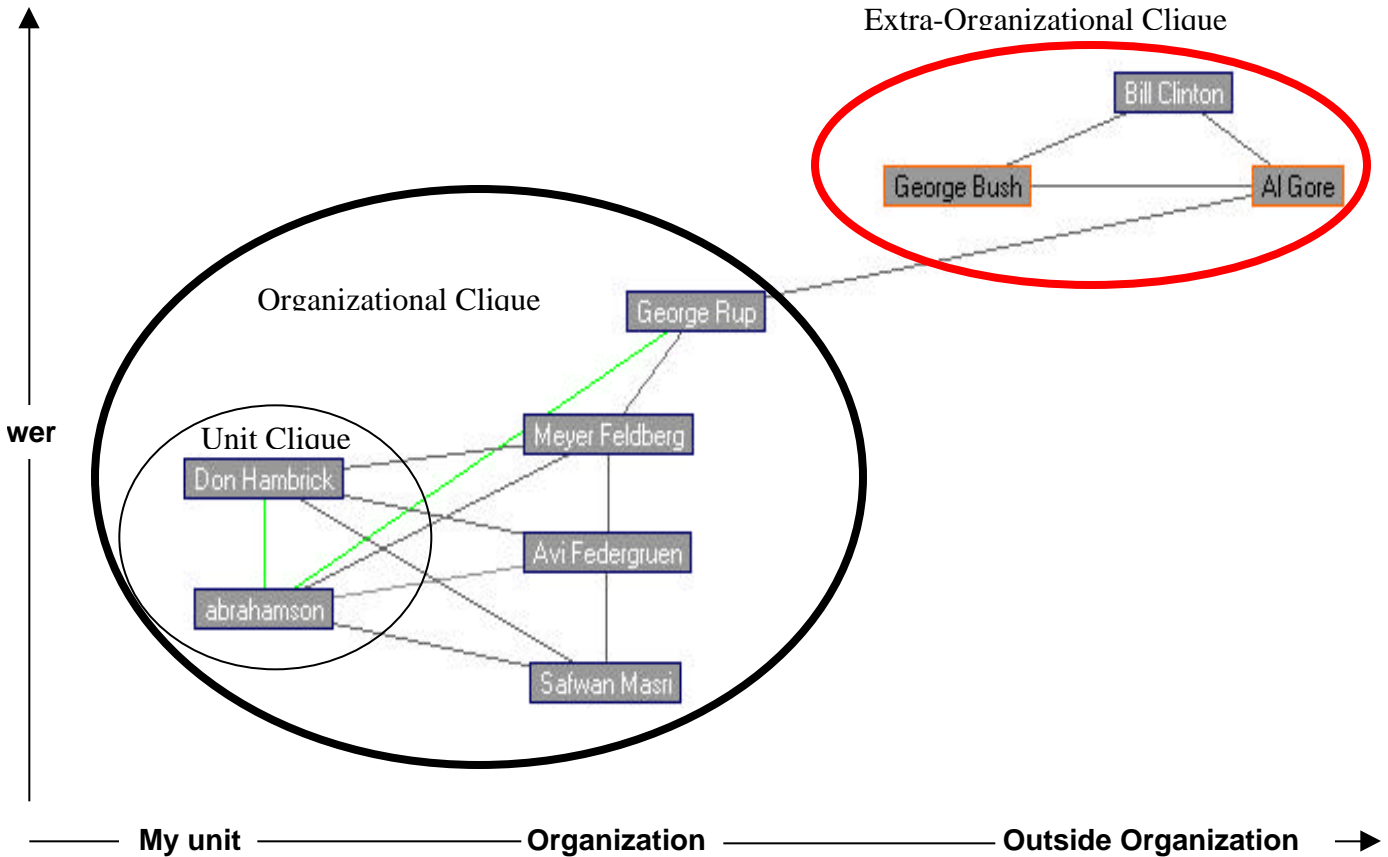 Extra-Organizational Clique
Bill Clinton
George Bush
Al Gore
Organizational Clique
George Rup
wer
Unit Clique
Meyer Feldberg
Don Hambrick
Avi Federgruen
abrahamson
Safwan Masri
My unit
Organization
Outside Organization